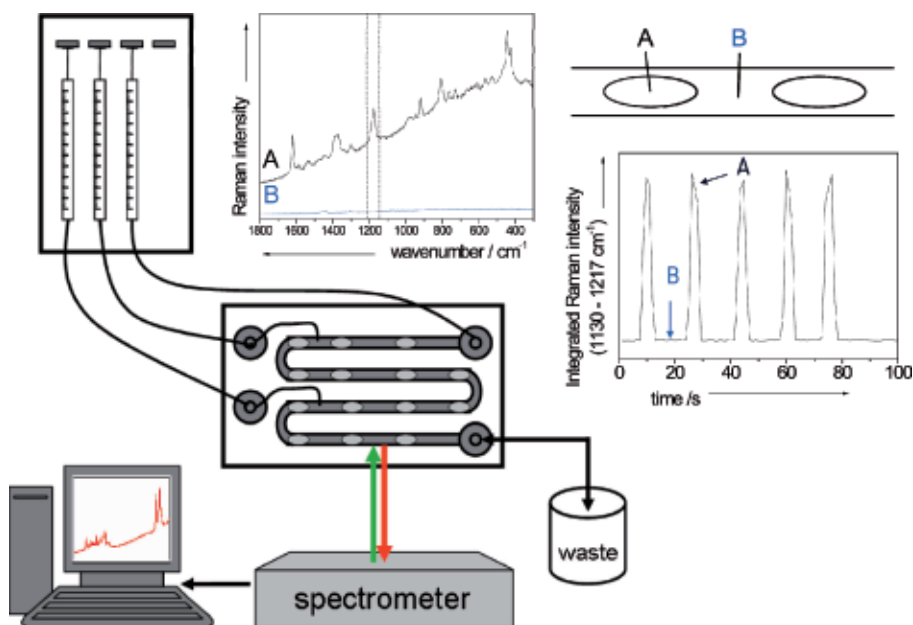 A
B
Raman intensity
1800 1600 1400 1200 1000 800 600 400
wavenumber / cm⁻¹
A
B
A
B
Integrated Raman intensity
(1130 - 1217 cm⁻¹)
0 20 40 60 80 100
time /s
waste
spectrometer